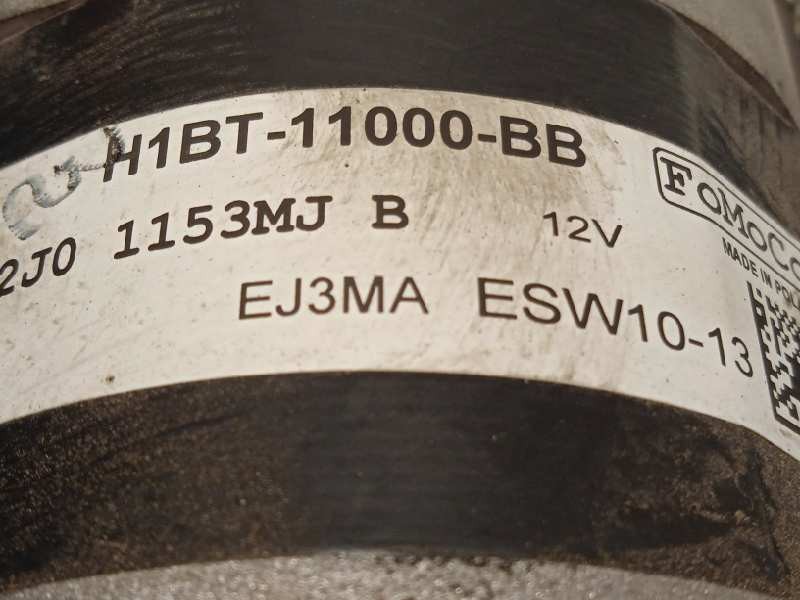 H1BT-11000-BB
FoMoCo
2J0 1153MJ B 12V
MADE IN
EJ3MA ESW10-13